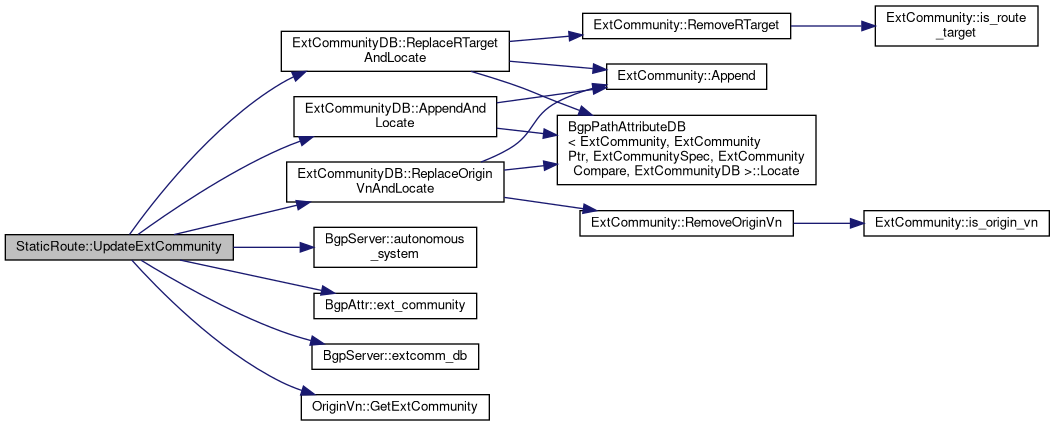 StaticRoute::UpdateExtCommunity
ExtCommunityDB::ReplaceRTarget
AndLocate
ExtCommunityDB::AppendAnd
Locate
ExtCommunityDB::ReplaceOrigin
VnAndLocate
BgpServer::autonomous
_system
BgpAttr::ext_community
BgpServer::extcomm_db
OriginVn::GetExtCommunity
ExtCommunity::RemoveRTarget
ExtCommunity::Append
BgpPathAttributeDB
< ExtCommunity, ExtCommunity
Ptr, ExtCommunitySpec, ExtCommunity
Compare, ExtCommunityDB >::Locate
ExtCommunity::RemoveOriginVn
ExtCommunity::is_route
_target
ExtCommunity::is_origin_vn